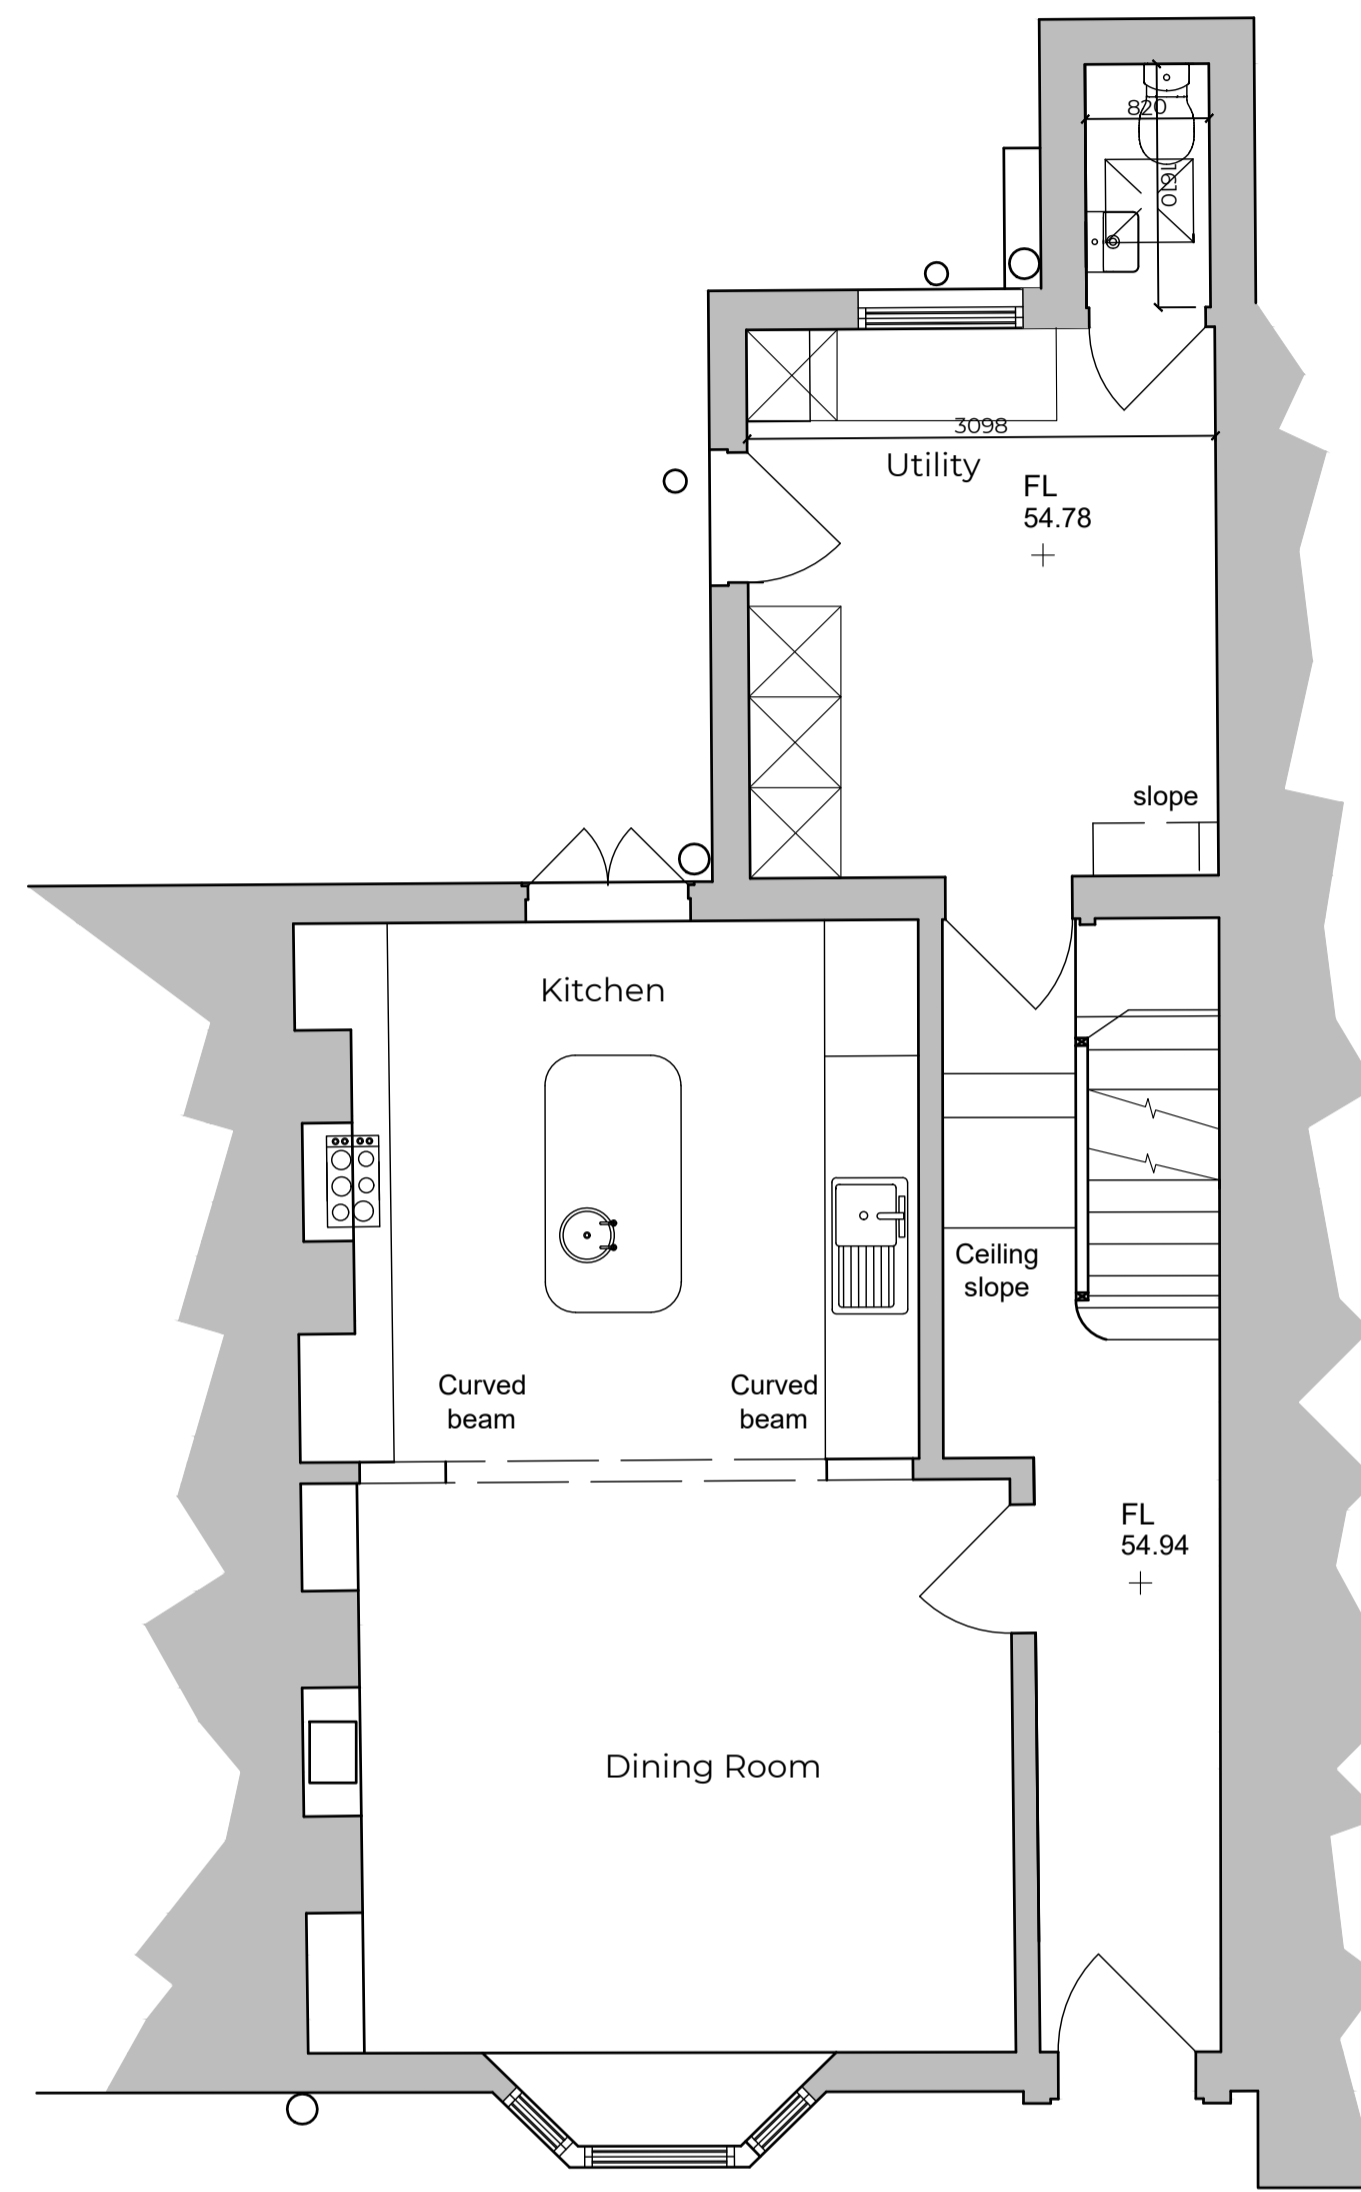 820
1610
3098
Utility
FL
54.78
slope
Kitchen
Ceiling
slope
Curved
beam
Curved
beam
FL
54.94
Dining Room